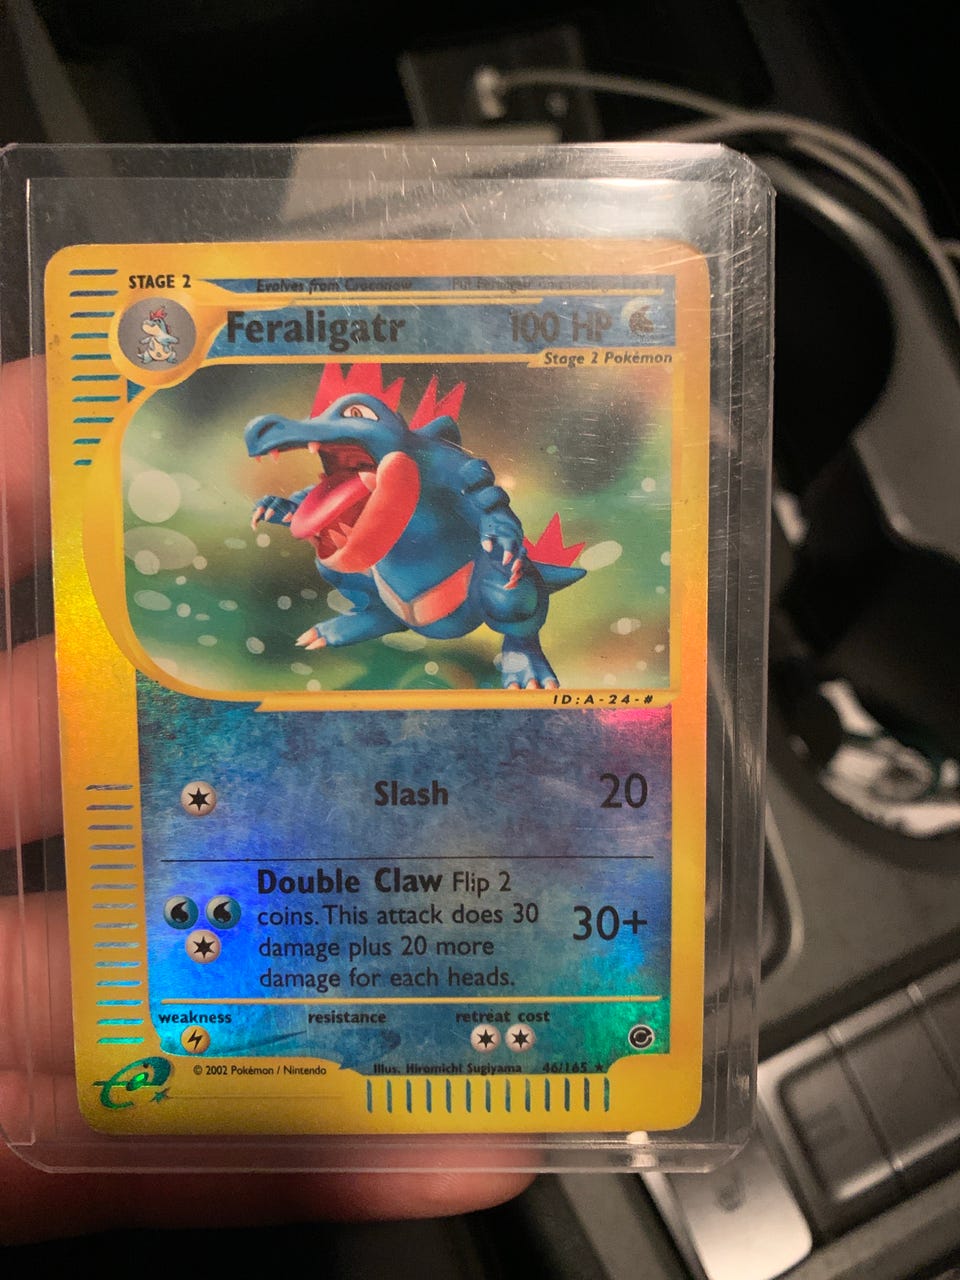 STAGE 2
Evolves from Croconaw
Feraligatr 100 HP
Stage 2 Pokémon
ID:A-24-#
Slash 20
Double Claw Flip 2
coins. This attack does 30
damage plus 20 more
damage for each heads.
30+
weakness resistance retreat cost
© 2002 Pokémon / Nintendo Illus. Hiromichi Sugiyama 46/165 ★
e